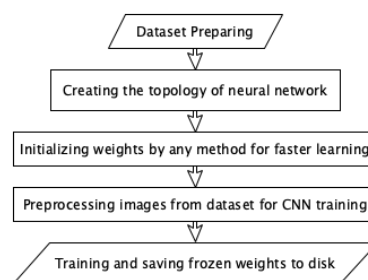 Dataset Preparing
Creating the topology of neural network
Initializing weights by any method for faster learning
Preprocessing images from dataset for CNN training
Training and saving frozen weights to disk